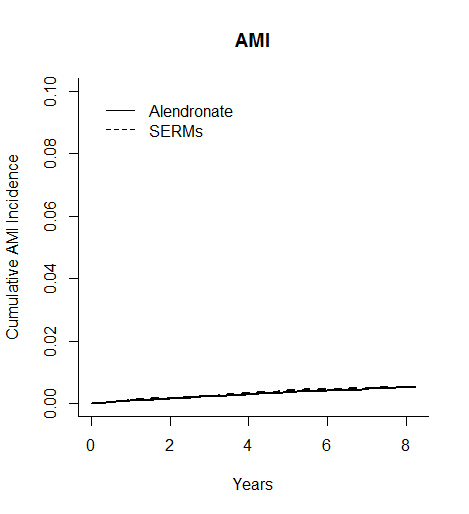 AMI
Alendronate
SERMs
Cumulative AMI Incidence
0.10
0.08
0.06
0.04
0.02
0.00
0 2 4 6 8
Years